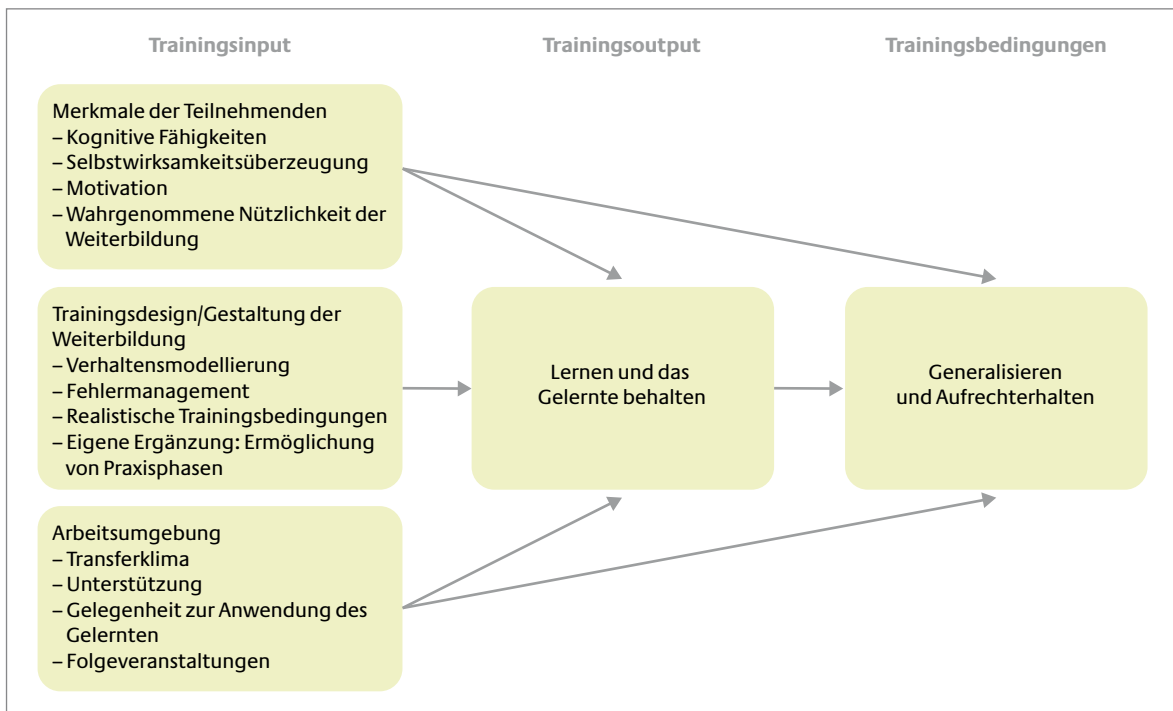 Trainingsinput
Trainingsoutput
Trainingsbedingungen
Merkmale der Teilnehmenden
– Kognitive Fähigkeiten
– Selbstwirksamkeitsüberzeugung
– Motivation
– Wahrgenommene Nützlichkeit der
Weiterbildung
Trainingsdesign/Gestaltung der
Weiterbildung
– Verhaltensmodellierung
– Fehlermanagement
– Realistische Trainingsbedingungen
– Eigene Ergänzung: Ermöglichung
von Praxisphasen
Lernen und das
Gelernte behalten
Generalisieren
und Aufrechterhalten
Arbeitsumgebung
– Transferklima
– Unterstützung
– Gelegenheit zur Anwendung des
Gelernten
– Folgeveranstaltungen